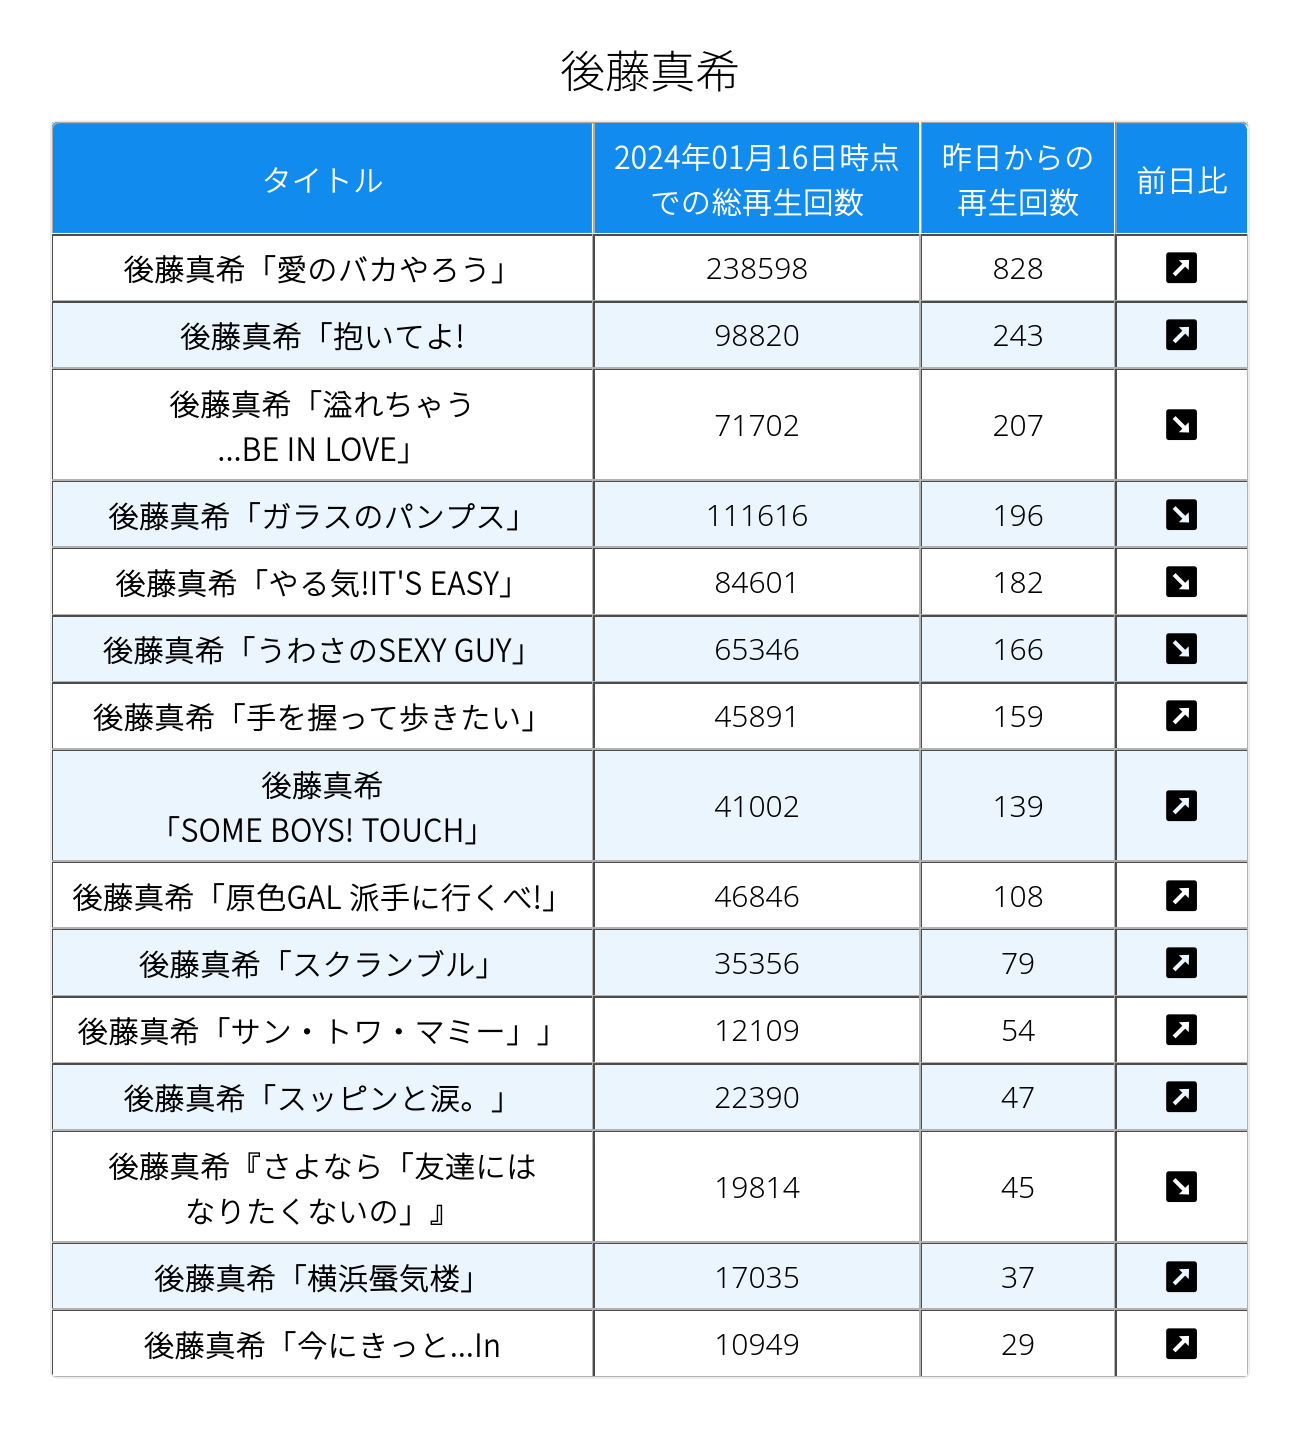 後藤真希
タイトル
2024年01月16日時点
での総再生回数
昨日からの
再生回数
前日比
後藤真希「愛のバカやろう」
238598
828
後藤真希「抱いてよ!
98820
243
後藤真希「溢れちゃう
...BE IN LOVE」
71702
207
後藤真希「ガラスのパンプス」
111616
196
後藤真希「やる気!IT'S EASY」
84601
182
後藤真希「うわさのSEXY GUY」
65346
166
後藤真希「手を握って歩きたい」
45891
159
後藤真希
「SOME BOYS! TOUCH」
41002
139
後藤真希「原色GAL 派手に行くべ!」
46846
108
後藤真希「スクランブル」
35356
79
後藤真希「サン・トワ・マミー」」
12109
54
後藤真希「スッピンと涙。」
22390
47
後藤真希『さよなら「友達には
なりたくないの」』
19814
45
後藤真希「横浜蜃気楼」
17035
37
後藤真希「今にきっと...In
10949
29